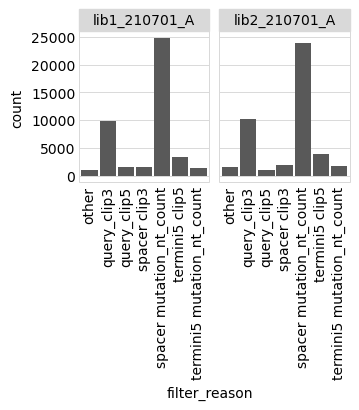 lib1_210701_A
lib2_210701_A
count
25000
20000
15000
10000
5000
0
other
query_clip3
query_clip5
spacer clip3
spacer mutation_nt_count
termini5 clip5
termini5 mutation_nt_count
other
query_clip3
query_clip5
spacer clip3
spacer mutation_nt_count
termini5 clip5
termini5 mutation_nt_count
filter_reason